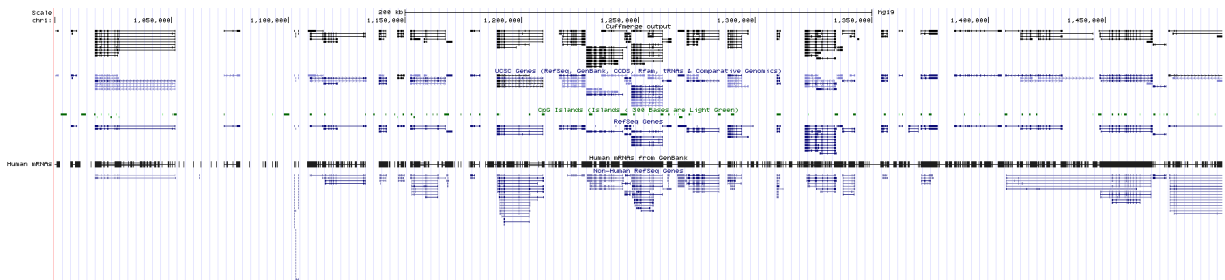 Scale 200 kb hg19
chr1: 1,050,000 1,100,000 1,150,000 1,200,000 1,250,000 1,300,000 1,350,000 1,400,000 1,450,000
Cuffmerge output
UCSC Genes (RefSeq, GenBank, CCDS, Rfam, tRNAs & Comparative Genomics)
CpG Islands (Islands < 300 Bases are Light Green)
RefSeq Genes
Human mRNAs from GenBank
Human mRNAs
Non-Human RefSeq Genes